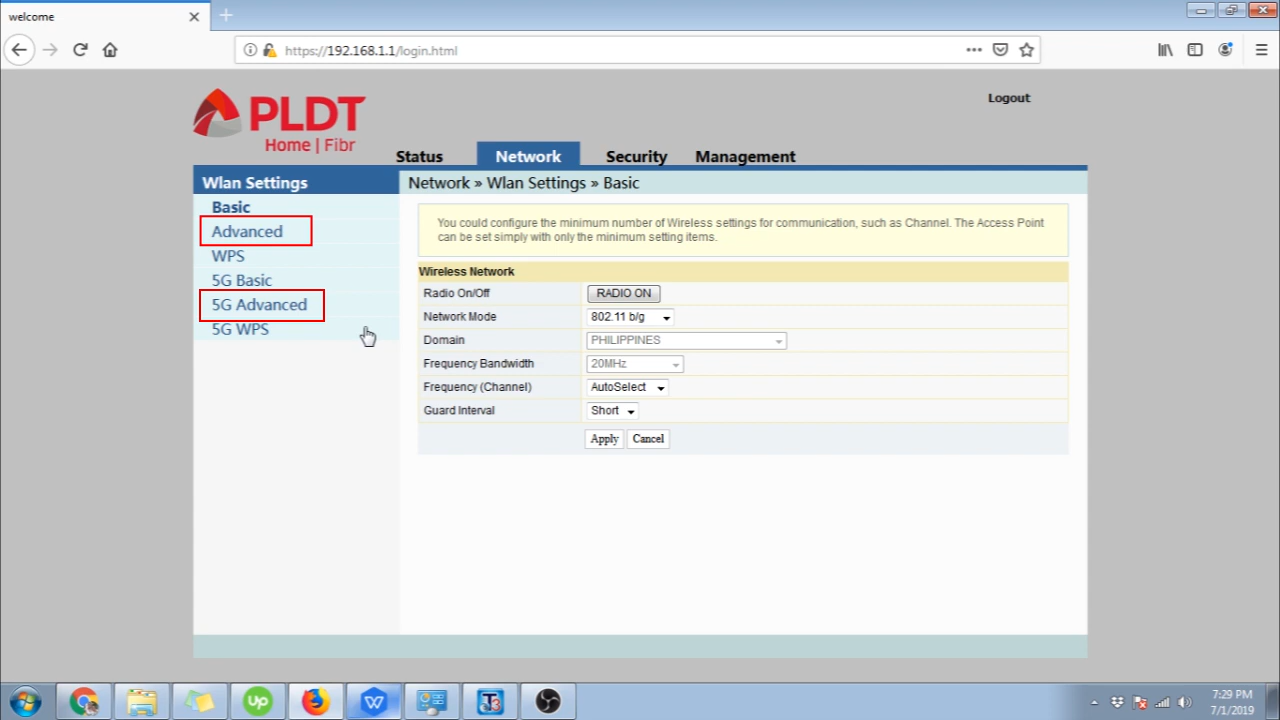 welcome
https://192.168.1.1/login.html
Logout
PLDT
Home | Fibr
Status Network Security Management
Wlan Settings
Network » Wlan Settings » Basic
Basic
Advanced
WPS
5G Basic
5G Advanced
5G WPS
You could configure the minimum number of Wireless settings for communication, such as Channel. The Access Point
can be set simply with only the minimum setting items.
Wireless Network
Radio On/Off RADIO ON
Network Mode 802.11 b/g
Domain PHILIPPINES
Frequency Bandwidth 20MHz
Frequency (Channel) AutoSelect
Guard Interval Short
Apply Cancel
Up
W
T3
7:29 PM
7/1/2019